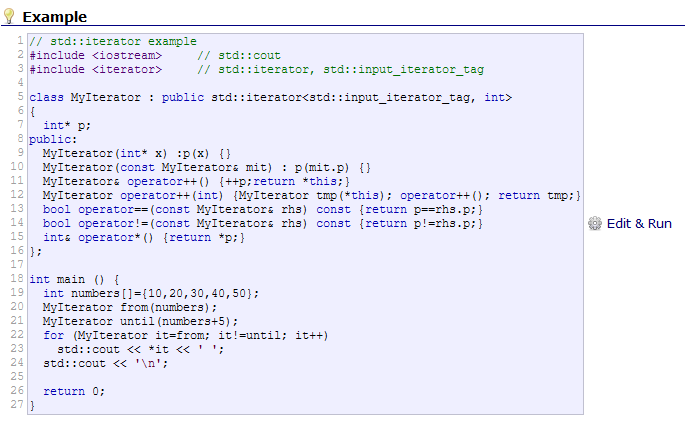 Example
1 // std::iterator example
2 #include <iostream>     // std::cout
3 #include <iterator>     // std::iterator, std::input_iterator_tag
4
5 class MyIterator : public std::iterator<std::input_iterator_tag, int>
6 {
7   int* p;
8 public:
9   MyIterator(int* x) :p(x) {}
10   MyIterator(const MyIterator& mit) : p(mit.p) {}
11   MyIterator& operator++() {++p;return *this;}
12   MyIterator operator++(int) {MyIterator tmp(*this); operator++(); return tmp;}
13   bool operator==(const MyIterator& rhs) const {return p==rhs.p;}
14   bool operator!=(const MyIterator& rhs) const {return p!=rhs.p;}
15   int& operator*() {return *p;}
16 };
17
18 int main () {
19   int numbers[]={10,20,30,40,50};
20   MyIterator from(numbers);
21   MyIterator until(numbers+5);
22   for (MyIterator it=from; it!=until; it++)
23     std::cout << *it << ' ';
24   std::cout << '\n';
25
26   return 0;
27 }
Edit & Run